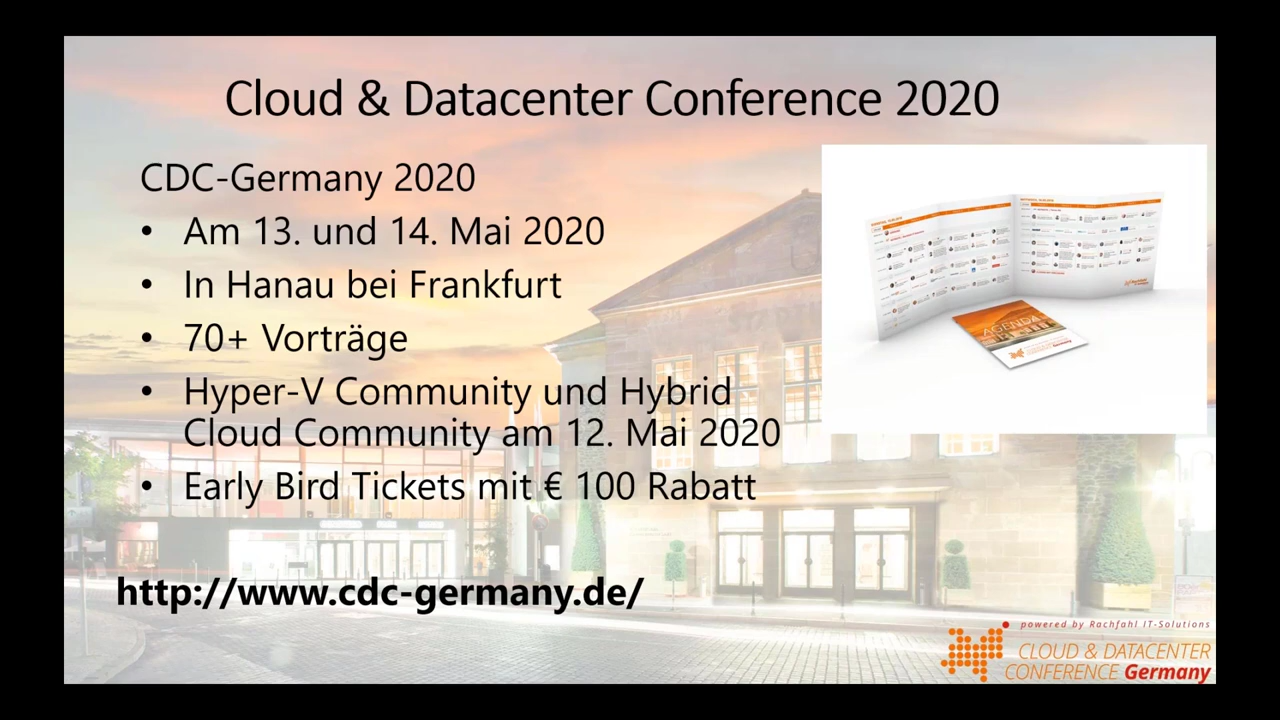 Cloud & Datacenter Conference 2020
CDC-Germany 2020
• Am 13. und 14. Mai 2020
• In Hanau bei Frankfurt
• 70+ Vorträge
• Hyper-V Community und Hybrid
Cloud Community am 12. Mai 2020
• Early Bird Tickets mit € 100 Rabatt
AGENDA
http://www.cdc-germany.de/
powered by Rachfahl IT-Solutions
CLOUD & DATACENTER
CONFERENCE Germany